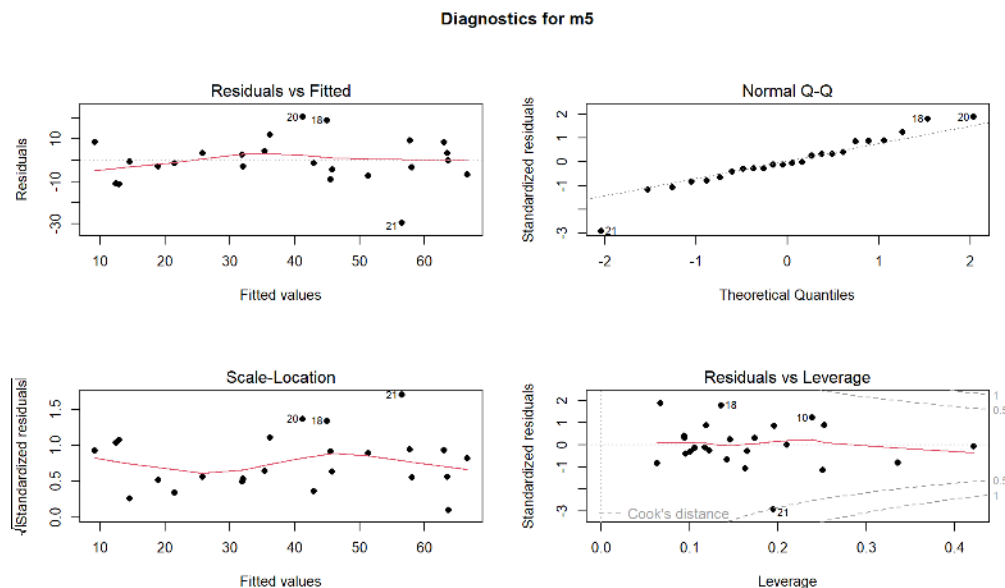 Diagnostics for m5
Residuals vs Fitted
Residuals
10
-10
-30
20
18
21
10 20 30 40 50 60
Fitted values
Normal Q-Q
Standardized residuals
2
1
0
-1
-3
18
20
21
-2 -1 0 1 2
Theoretical Quantiles
Scale-Location
√|Standardized residuals|
1.5
1.0
0.5
0.0
20
18
21
10 20 30 40 50 60
Fitted values
Residuals vs Leverage
Standardized residuals
2
1
0
-1
-3
18
10
21
1
0.5
0.5
1
Cook's distance
0.0 0.1 0.2 0.3 0.4
Leverage